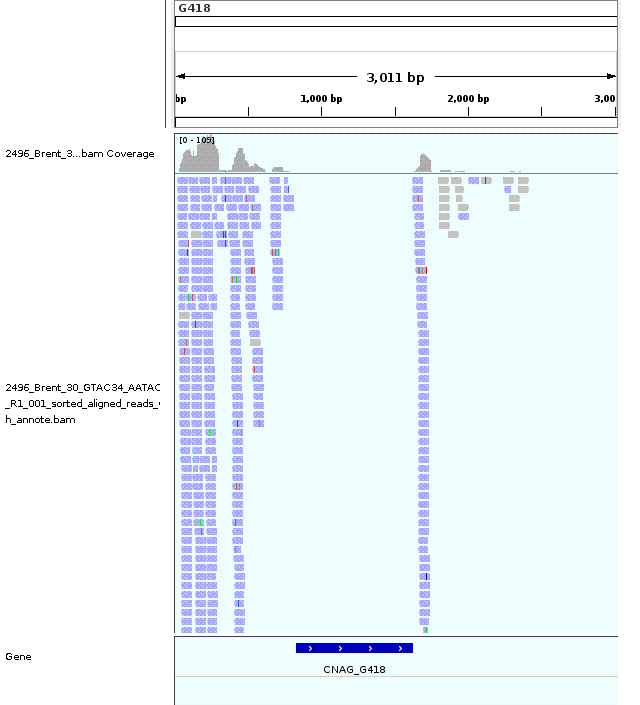 G418
3,011 bp
bp 1,000 bp 2,000 bp 3,00
[0 - 109]
2496_Brent_3...bam Coverage
2496_Brent_30_GTAC34_AATAC
_R1_001_sorted_aligned_reads_
h_annote.bam
Gene
CNAG_G418